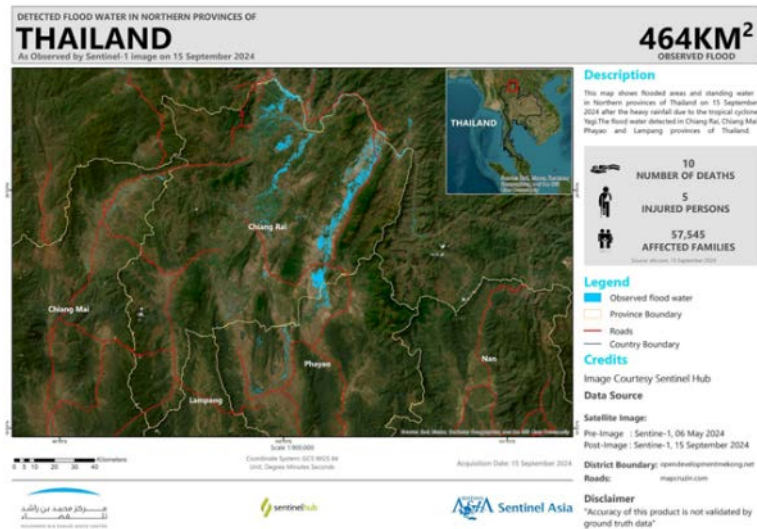 DETECTED FLOOD WATER IN NORTHERN PROVINCES OF
THAILAND
As Observed by Sentinel-1 image on 15 September 2024
464KM²
OBSERVED FLOOD
THAILAND
Chiang Rai
Chiang Mai
Phayao
Nan
Lampang
Description
This map shows flooded areas and standing water
in Northern provinces of Thailand on 15 September
2024 after the heavy rainfall due to the tropical cyclone
Yagi.The flood water detected in Chiang Rai, Chiang Mai
Phayao and Lampang provinces of Thailand.
10
NUMBER OF DEATHS
5
INJURED PERSONS
57,545
AFFECTED FAMILIES
Legend
Observed flood water
Province Boundary
Roads
Country Boundary
Credits
Image Courtesy Sentinel Hub
Data Source
Satellite Image:
Pre-Image : Sentine-1, 06 May 2024
Post-Image : Sentine-1, 15 September 2024
District Boundary: opendevelopmentmekong.net
Roads: mapcruzin.com
Disclaimer
"Accuracy of this product is not validated by
ground truth data"
Scale 1:900,000
0 5 10 20 30 40 Kilometers
Coordinate System: GCS WGS 84
Unit: Degree Minutes Seconds
Acquisition Date: 15 September 2024
مركز محمد بن راشد
للفضاء
sentinelhub
Sentinel Asia